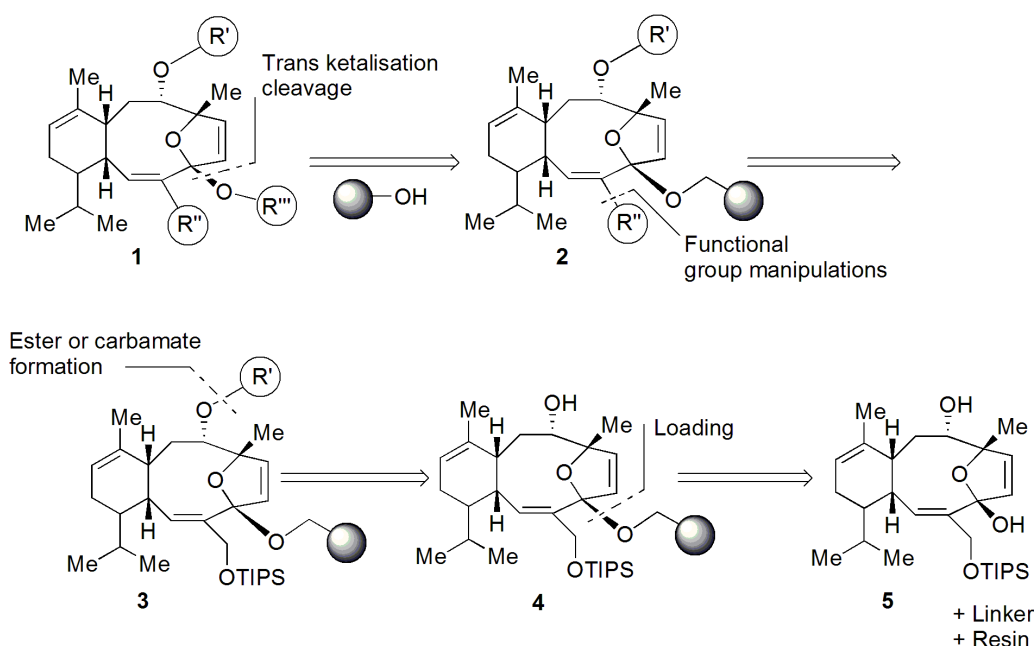 R'
O
Trans ketalisation
cleavage
Me
H
Me
O
H
O
R'''
Me
Me
R''
1
OH
R'
O
Me
H
Me
O
H
O
Me
Me
R''
2
Functional
group manipulations
Ester or carbamate
formation
R'
O
Me
H
Me
O
H
O
Me
Me
OTIPS
3
OH
Me
H
Me
O
H
O
Me
Me
OTIPS
4
Loading
OH
Me
H
Me
O
H
OH
Me
Me
OTIPS
5
+ Linker
+ Resin